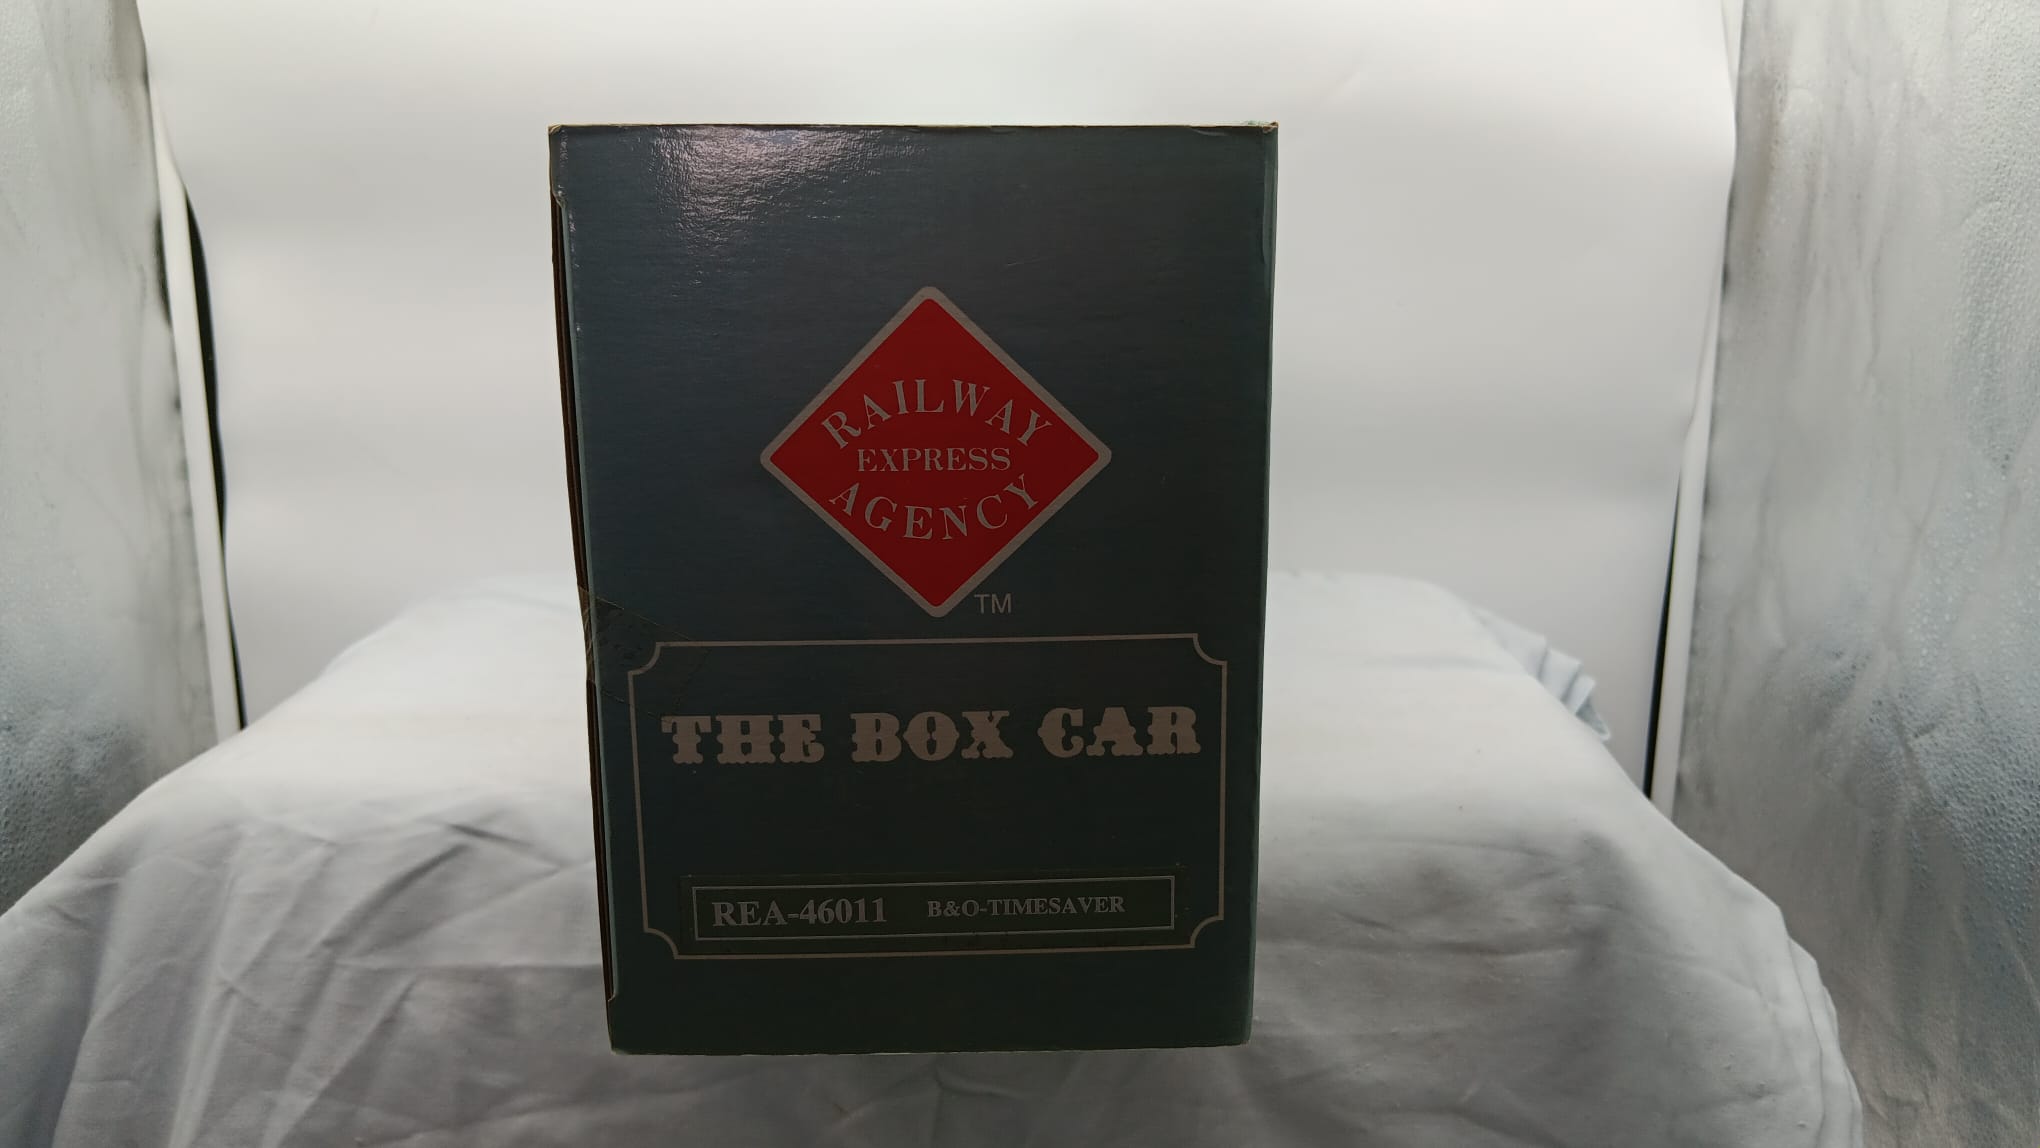 RAILWAY
EXPRESS
AGENCY
TM
THE BOX CAR
REA-46011 B&O-TIMESAVER